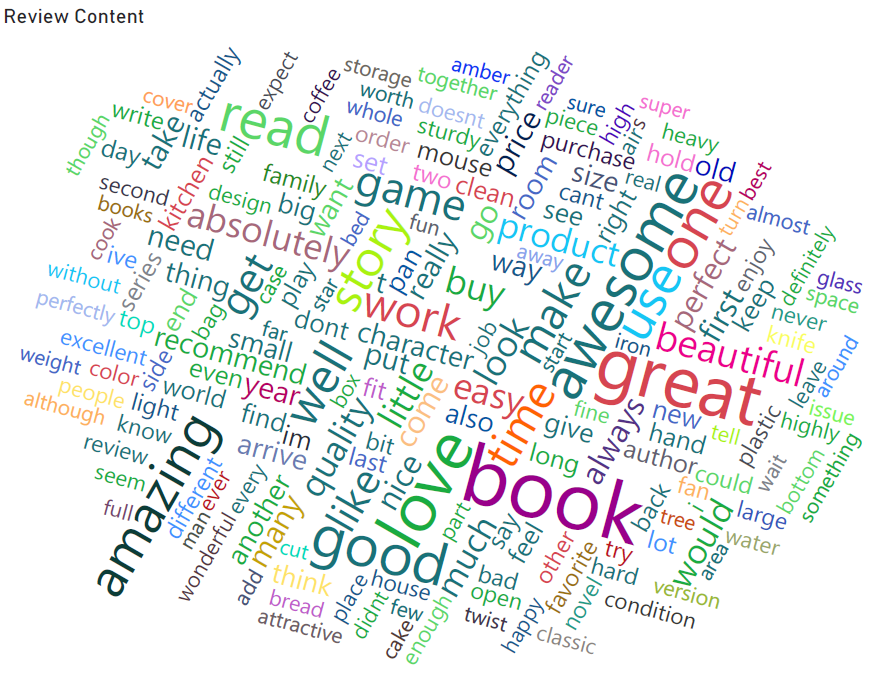 Review Content
amber
storage
together
everything
reader
actually
expect
coffee
worth
doesnt
sure
super
cover
whole
piece
high
write
take
life
read
still
next
order
sturdy
price
airs
heavy
though
day
mouse
purchase
hold
old
set
two
clean
size
real
best
kitchen
family
second
design
big
want
game
go
room
cant
right
awesome
one
turn
almost
books
absolutely
bed
story
fun
see
product
cook
need
pan
really
away
way
use
perfect
enjoy
definitely
ive
series
thing
get
case
play
star
t
buy
make
first
keep
glass
space
without
perfectly
end
bag
far
dont
work
character
job
look
start
iron
beautiful
never
knife
around
top
excellent
recommend
small
well
put
weight
side
even
year
box
fit
little
easy
great
leave
issue
color
people
world
light
find
im
quality
come
also
time
fine
always
new
tell
plastic
highly
although
know
amazing
arrive
bit
last
nice
love
give
hand
review
long
author
could
wait
bottom
something
seem
different
ever
every
man
full
another
many
like
book
fan
back
i
large
wonderful
cut
good
much
part
say
feel
other
try
tree
lot
would
area
water
add
think
place
house
bad
hard
favorite
version
bread
didnt
few
open
novel
condition
attractive
cake
enough
twist
happy
classic